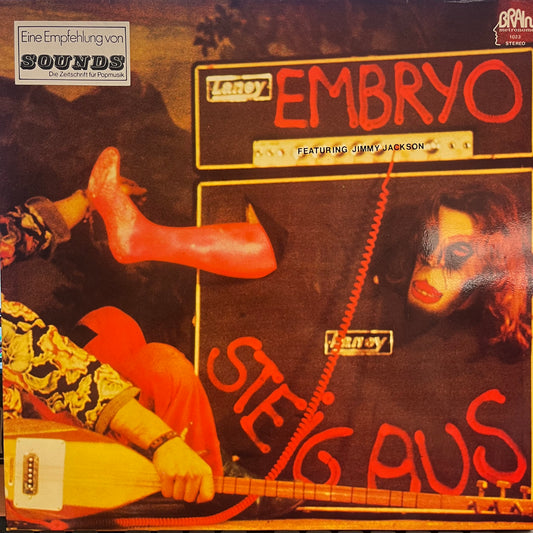 Eine Empfehlung von
SOUNDS
Die Zeitschrift für Popmusik
BRAIN
metronome
1023
STEREO
Laney
EMBRYO
FEATURING JIMMY JACKSON
Laney
STEIG AUS